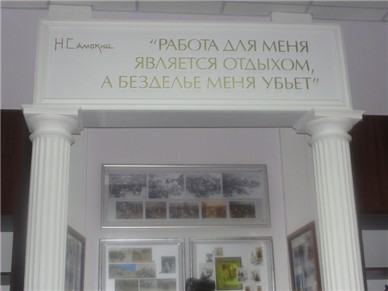 Н Самокиш
"РАБОТА ДЛЯ МЕНЯ
ЯВЛЯЕТСЯ ОТДЫХОМ,
А БЕЗДЕЛЬЕ МЕНЯ УБЬЕТ"